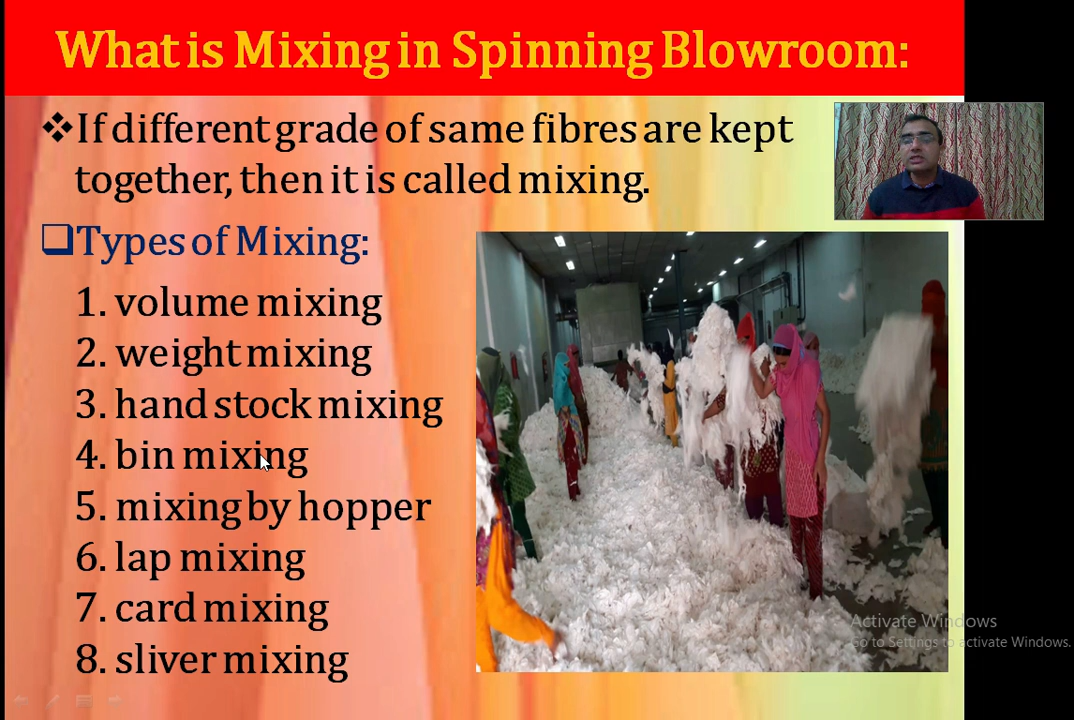 What is Mixing in Spinning Blowroom:
❖If different grade of same fibres are kept
together, then it is called mixing.
❑Types of Mixing:
1. volume mixing
2. weight mixing
3. hand stock mixing
4. bin mixing
5. mixing by hopper
6. lap mixing
7. card mixing
8. sliver mixing
Activate Windows
Go to Settings to activate Windows.